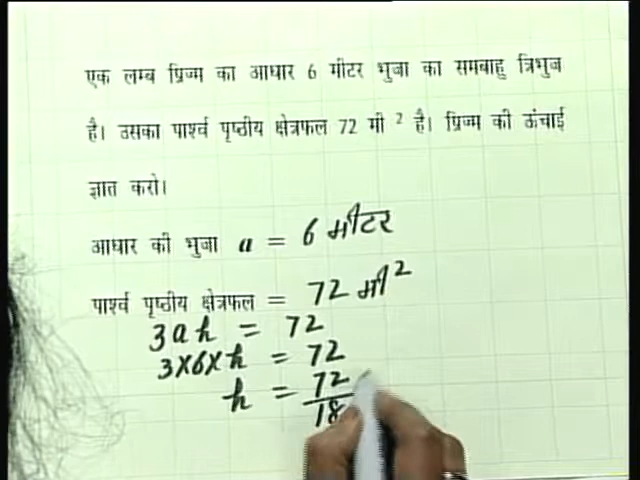 एक लम्ब प्रिज्म का आधार 6 मीटर भुजा का समबाहु त्रिभुज
है। उसका पार्श्व पृष्ठीय क्षेत्रफल 72 मी ² है। प्रिज्म की ऊंचाई
ज्ञात करो।
आधार की भुजा a = 6 मीटर
पार्श्व पृष्ठीय क्षेत्रफल = 72 मी²
3ah = 72
3×6×h = 72
h = 72/18